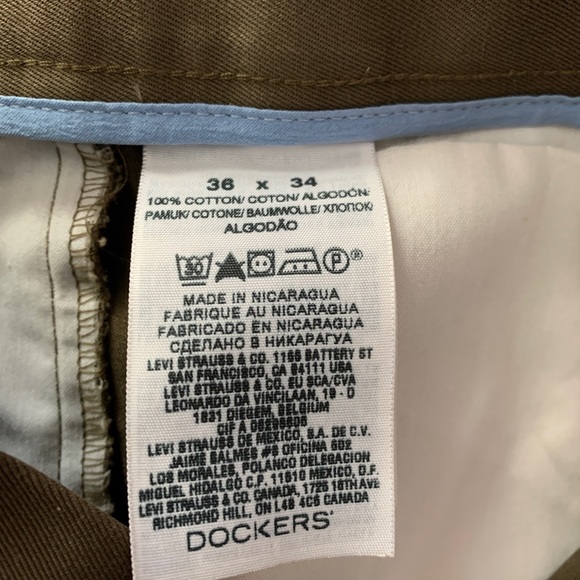 36 x 34
100% COTTON/ COTON/ ALGODÓN/
PAMUK/ COTONE/ BAUMWOLLE/ ХЛОПОК/
ALGODÃO
30 P ®
MADE IN NICARAGUA
FABRIQUE AU NICARAGUA
FABRICADO EN NICARAGUA
СДЕЛАНО В НИКАРАГУА
LEVI STRAUSS & CO. 1155 BATTERY ST
SAN FRANCISCO, CA 94111 USA
LEVI STRAUSS & CO. EU SCA/CVA
LEONARDO DA VINCILAAN, 19 - D
1831 DIEGEM, BELGIUM
CIF A
LEVI STRAUSS DE MEXICO, S.A. DE C.V.
JAIME BALMES #8 OFICINA 602
LOS MORALES, POLANCO DELEGACION
MIGUEL HIDALGO C.P. 11510 MEXICO, D.F.
LEVI STRAUSS & CO. CANADA, 1725 16TH AVE
RICHMOND HILL, ON L4B 4C6 CANADA
DOCKERS®